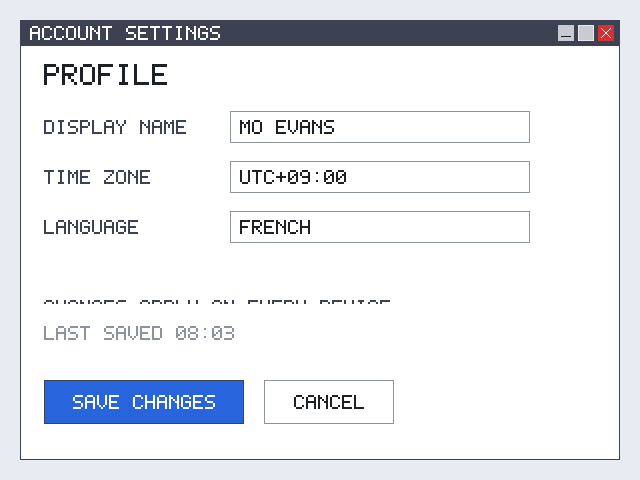 ACCOUNT SETTINGS
PROFILE
DISPLAY NAME MO EVANS
TIME ZONE UTC+09:00
LANGUAGE FRENCH
LAST SAVED 08:03
SAVE CHANGES CANCEL